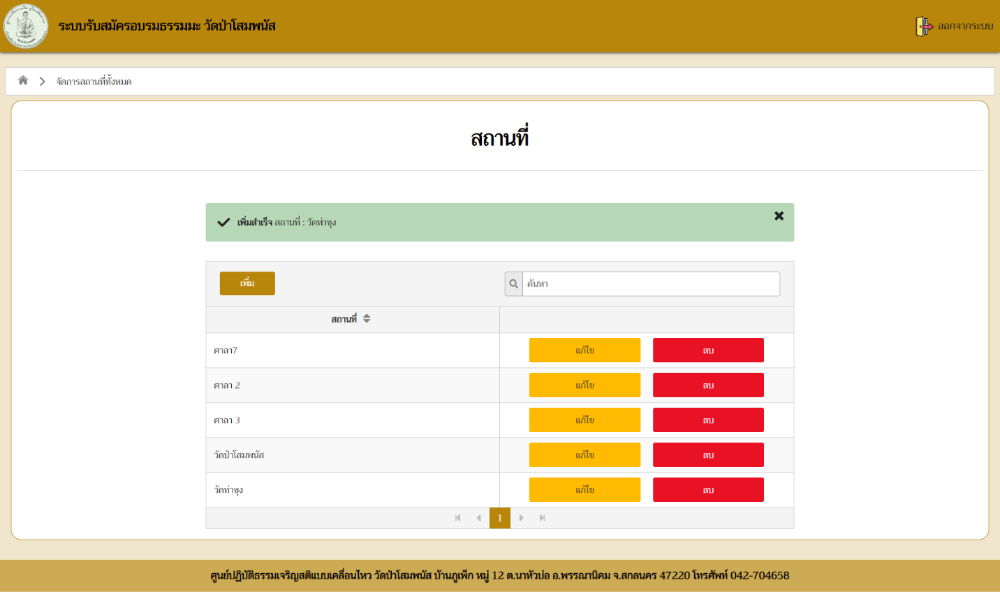 ระบบรับสมัครอบรมธรรมมะ วัดป่าโสมพนัส
ออกจากระบบ
จัดการสถานที่ทั้งหมด
สถานที่
เพิ่มสำเร็จ สถานที่ : วัดท่าซุง
เพิ่ม
ค้นหา
สถานที่
ศาลา7 แก้ไข ลบ
ศาลา 2 แก้ไข ลบ
ศาลา 3 แก้ไข ลบ
วัดป่าโสมพนัส แก้ไข ลบ
วัดท่าซุง แก้ไข ลบ
1
ศูนย์ปฏิบัติธรรมเจริญสติแบบเคลื่อนไหว วัดป่าโสมพนัส บ้านภูเพ็ก หมู่ 12 ต.นาหัวบ่อ อ.พรรณานิคม จ.สกลนคร 47220 โทรศัพท์ 042-704658